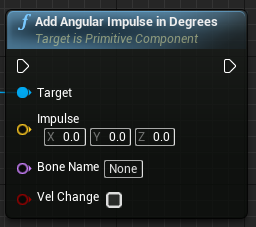 f Add Angular Impulse in Degrees
Target is Primitive Component
Target
Impulse
X 0.0 Y 0.0 Z 0.0
Bone Name None
Vel Change